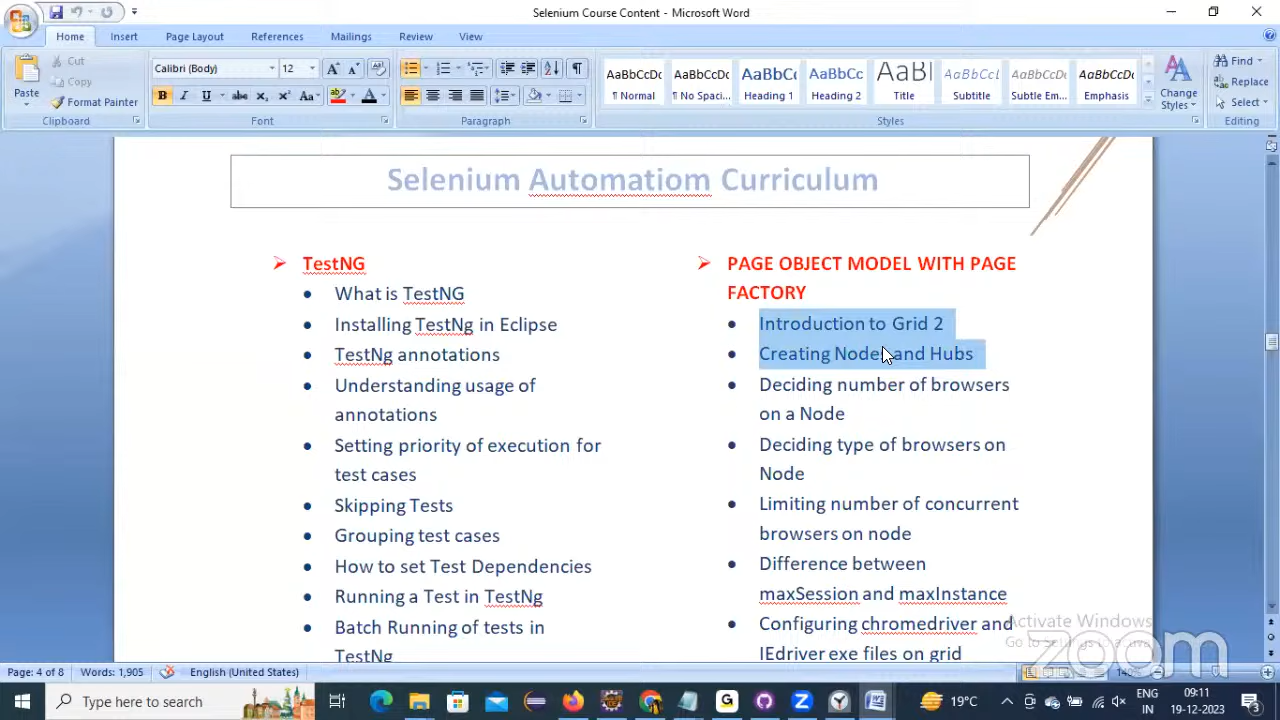 Selenium Course Content - Microsoft Word
Home Insert Page Layout References Mailings Review View
Paste
Cut
Copy
Format Painter
Clipboard
Calibri (Body) 12
Font
Paragraph
AaBbCcDc AaBbCcDc AaBbCc AaBbCc AaBl AaBbCcL AaBbCcDc AaBbCcDc
¶ Normal ¶ No Spaci... Heading 1 Heading 2 Title Subtitle Subtle Em... Emphasis
Change
Styles
Styles
Find
Replace
Select
Editing
Selenium Automatiom Curriculum
TestNG
What is TestNG
Installing TestNg in Eclipse
TestNg annotations
Understanding usage of
annotations
Setting priority of execution for
test cases
Skipping Tests
Grouping test cases
How to set Test Dependencies
Running a Test in TestNg
Batch Running of tests in
TestNg
PAGE OBJECT MODEL WITH PAGE
FACTORY
Introduction to Grid 2
Creating Nodes and Hubs
Deciding number of browsers
on a Node
Deciding type of browsers on
Node
Limiting number of concurrent
browsers on node
Difference between
maxSession and maxInstance
Configuring chromedriver and
IEdriver exe files on grid
Activate Windows
zoom
Page: 4 of 8 Words: 1,905 English (United States)
Type here to search
19°C
ENG
IN
09:11
19-12-2023